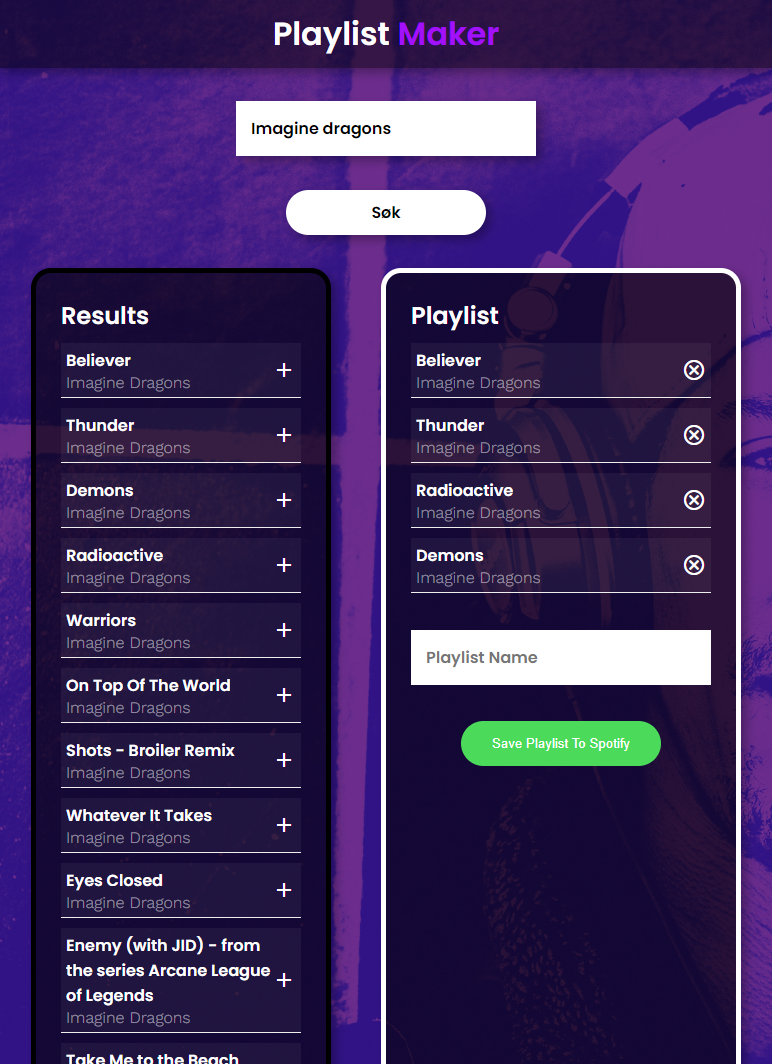 Playlist Maker
Imagine dragons
Søk
Results
Believer
Imagine Dragons
Thunder
Imagine Dragons
Demons
Imagine Dragons
Radioactive
Imagine Dragons
Warriors
Imagine Dragons
On Top Of The World
Imagine Dragons
Shots - Broiler Remix
Imagine Dragons
Whatever It Takes
Imagine Dragons
Eyes Closed
Imagine Dragons
Enemy (with JID) - from
the series Arcane League
of Legends
Imagine Dragons
Take Me to the Beach
Playlist
Believer
Imagine Dragons
Thunder
Imagine Dragons
Radioactive
Imagine Dragons
Demons
Imagine Dragons
Playlist Name
Save Playlist To Spotify